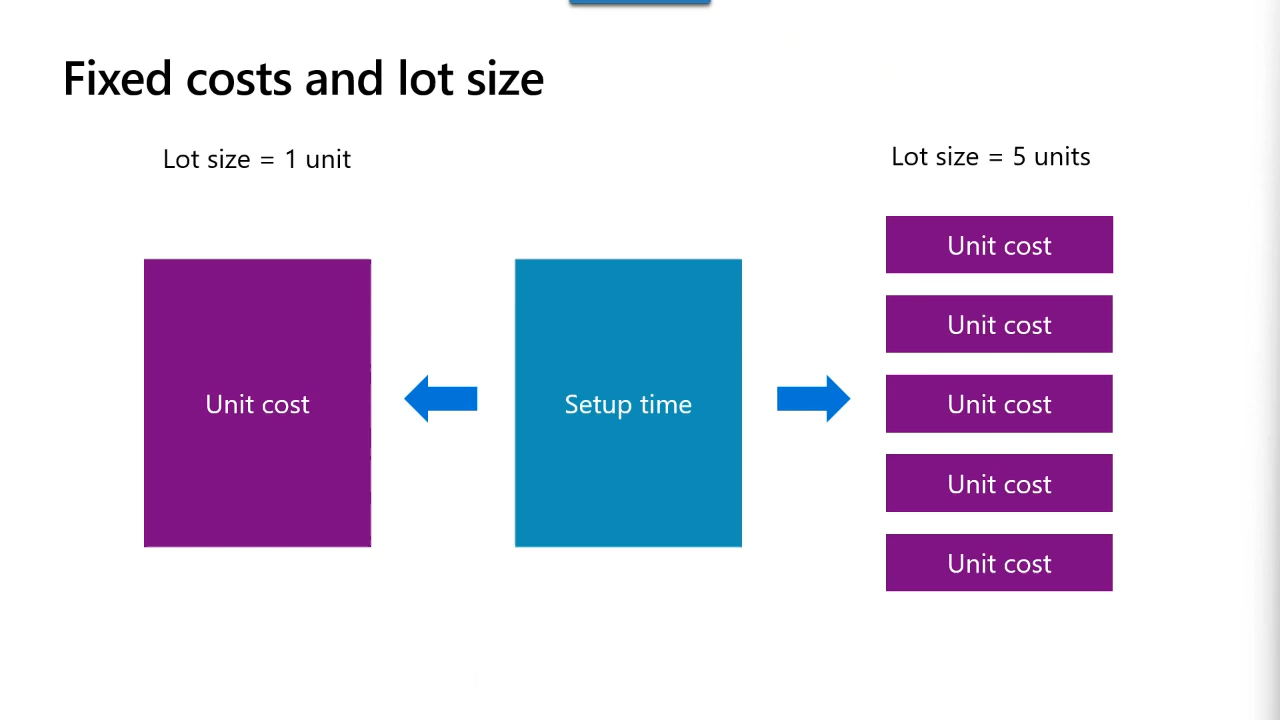 Fixed costs and lot size
Lot size = 1 unit
Lot size = 5 units
Unit cost
Setup time
Unit cost
Unit cost
Unit cost
Unit cost
Unit cost